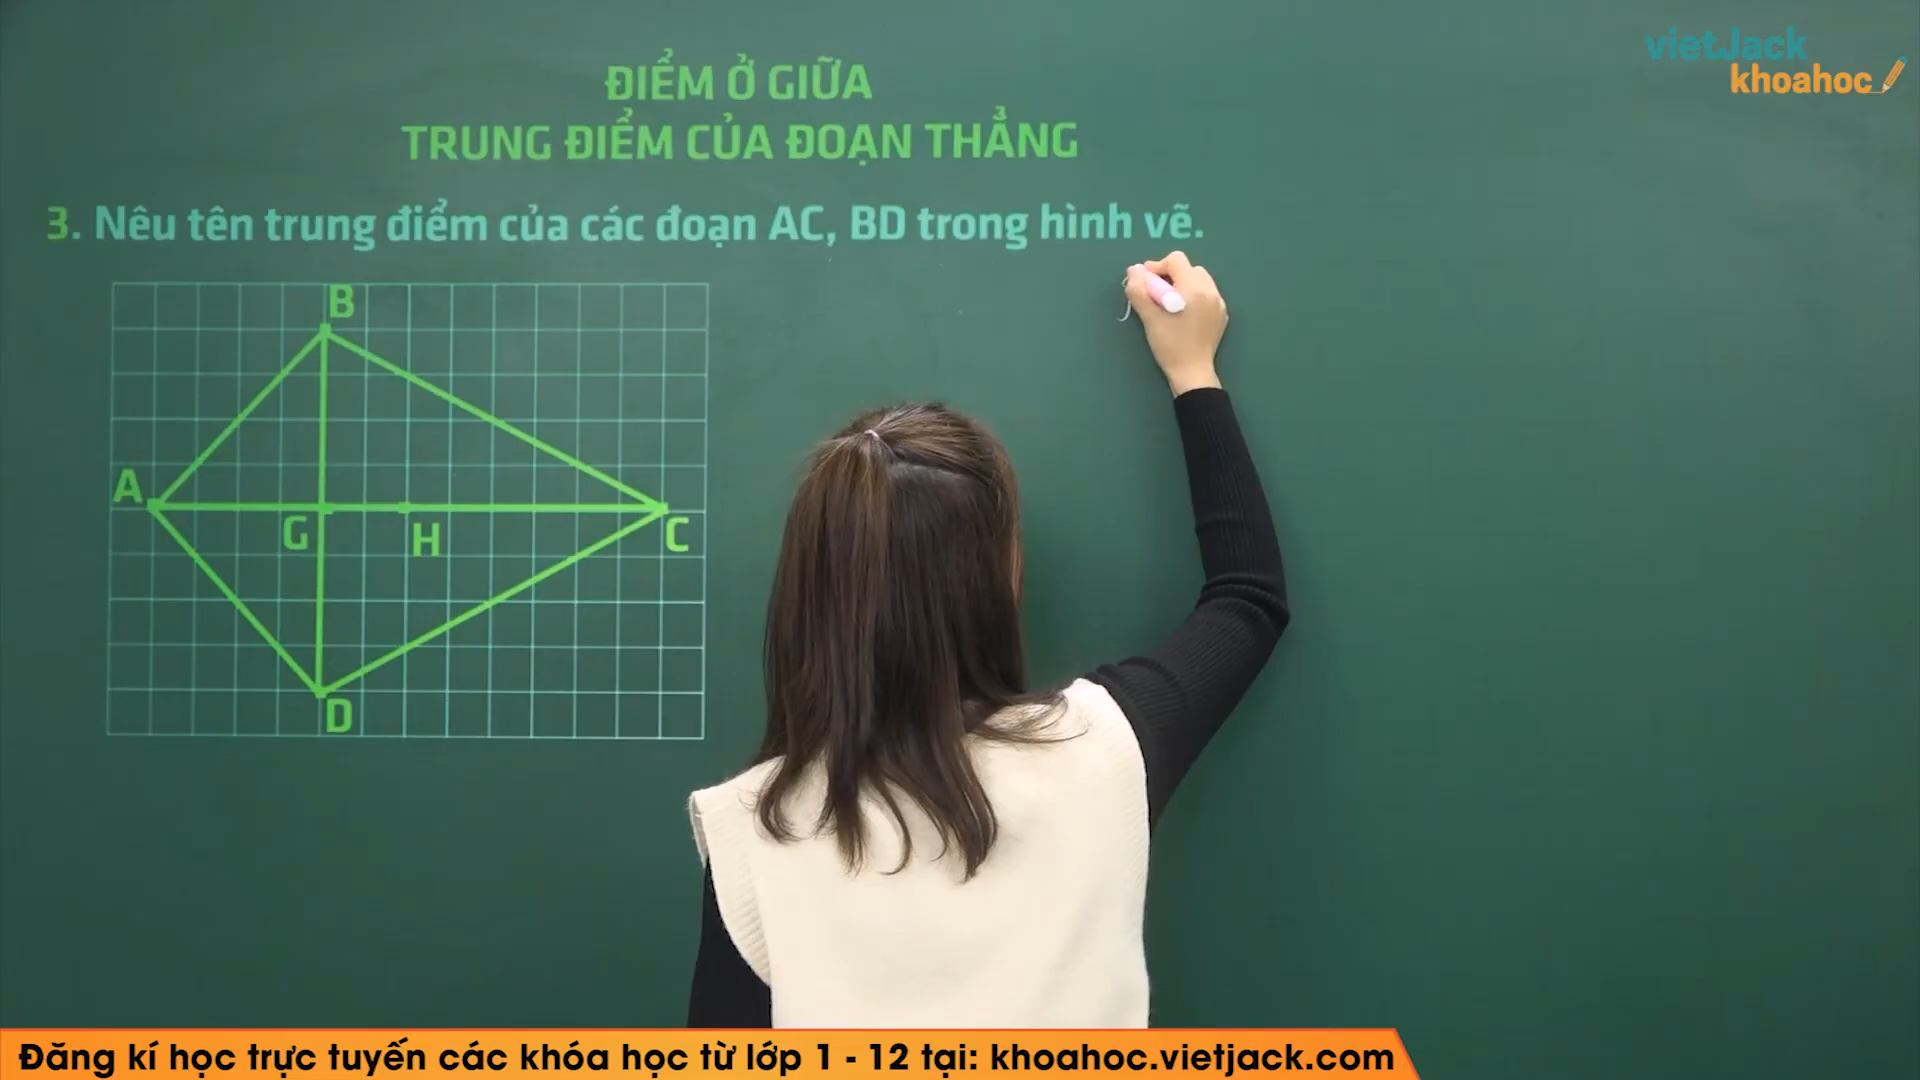 vietJack
khoahoc
ĐIỂM Ở GIỮA
TRUNG ĐIỂM CỦA ĐOẠN THẲNG
3. Nêu tên trung điểm của các đoạn AC, BD trong hình vẽ.
B
A
G
H
C
D
Đăng kí học trực tuyến các khóa học từ lớp 1 - 12 tại: khoahoc.vietjack.com